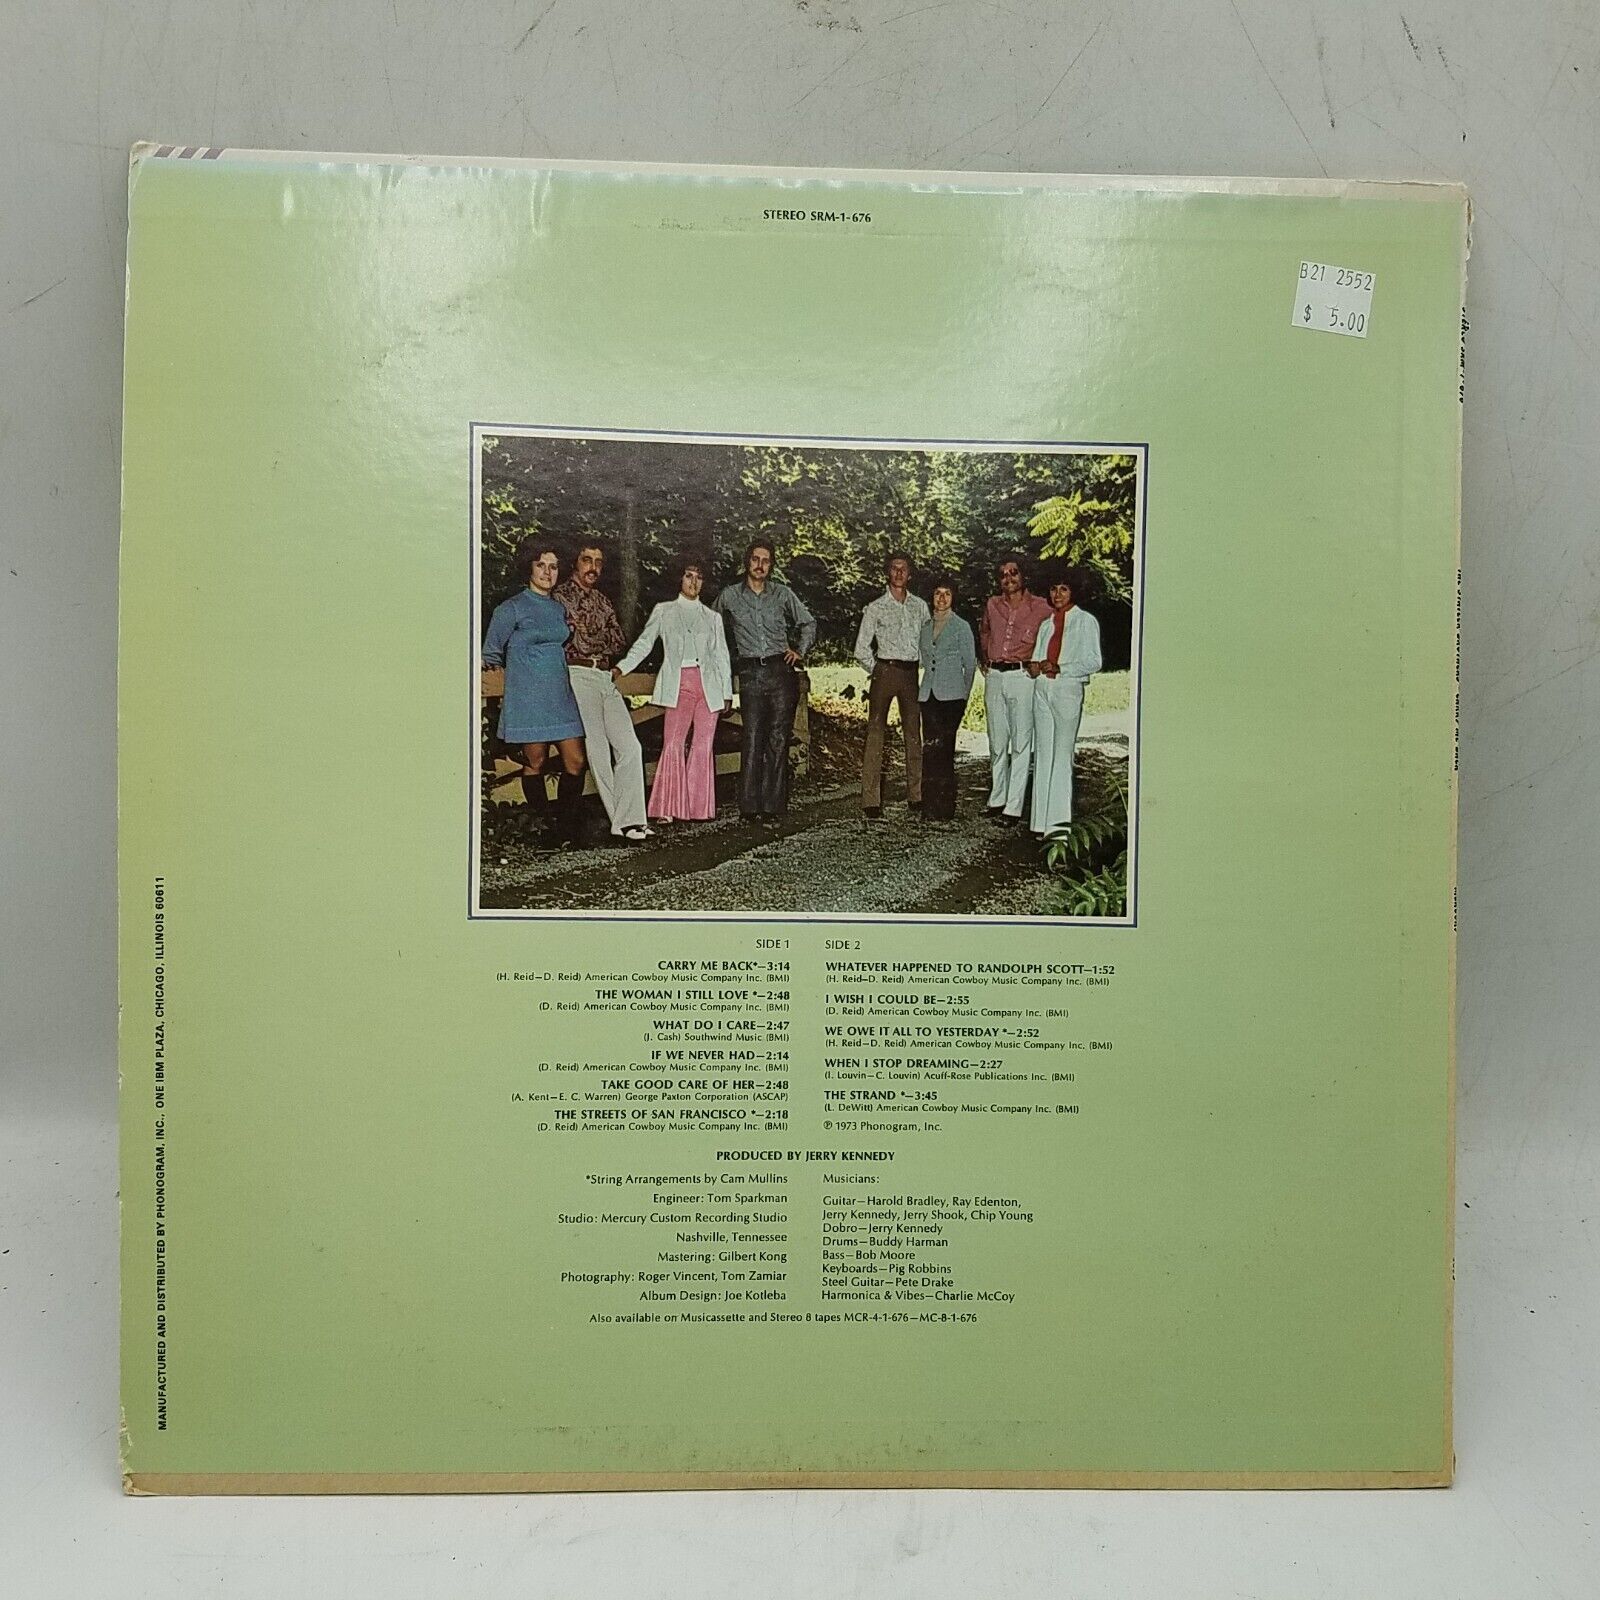 STEREO SRM-1-676
B21 2552
$ 5.00
SIDE 1
CARRY ME BACK*—3:14
(H. Reid—D. Reid) American Cowboy Music Company Inc. (BMI)
THE WOMAN I STILL LOVE *—2:48
(D. Reid) American Cowboy Music Company Inc. (BMI)
WHAT DO I CARE—2:47
(J. Cash) Southwind Music (BMI)
IF WE NEVER HAD—2:14
(D. Reid) American Cowboy Music Company Inc. (BMI)
TAKE GOOD CARE OF HER—2:48
(A. Kent—E. C. Warren) George Paxton Corporation (ASCAP)
THE STREETS OF SAN FRANCISCO *—2:18
(D. Reid) American Cowboy Music Company Inc. (BMI)
SIDE 2
WHATEVER HAPPENED TO RANDOLPH SCOTT—1:52
(H. Reid—D. Reid) American Cowboy Music Company Inc. (BMI)
I WISH I COULD BE—2:55
(D. Reid) American Cowboy Music Company Inc. (BMI)
WE OWE IT ALL TO YESTERDAY *—2:52
(H. Reid—D. Reid) American Cowboy Music Company Inc. (BMI)
WHEN I STOP DREAMING—2:27
(I. Louvin—C. Louvin) Acuff-Rose Publications Inc. (BMI)
THE STRAND *—3:45
(L. DeWitt) American Cowboy Music Company Inc. (BMI)
℗ 1973 Phonogram, Inc.
PRODUCED BY JERRY KENNEDY
*String Arrangements by Cam Mullins
Engineer: Tom Sparkman
Studio: Mercury Custom Recording Studio
Nashville, Tennessee
Mastering: Gilbert Kong
Photography: Roger Vincent, Tom Zamiar
Album Design: Joe Kotleba
Musicians:
Guitar—Harold Bradley, Ray Edenton,
Jerry Kennedy, Jerry Shook, Chip Young
Dobro—Jerry Kennedy
Drums—Buddy Harman
Bass—Bob Moore
Keyboards—Pig Robbins
Steel Guitar—Pete Drake
Harmonica & Vibes—Charlie McCoy
Also available on Musicassette and Stereo 8 tapes MCR-4-1-676—MC-8-1-676
MANUFACTURED AND DISTRIBUTED BY PHONOGRAM, INC., ONE IBM PLAZA, CHICAGO, ILLINOIS 60611